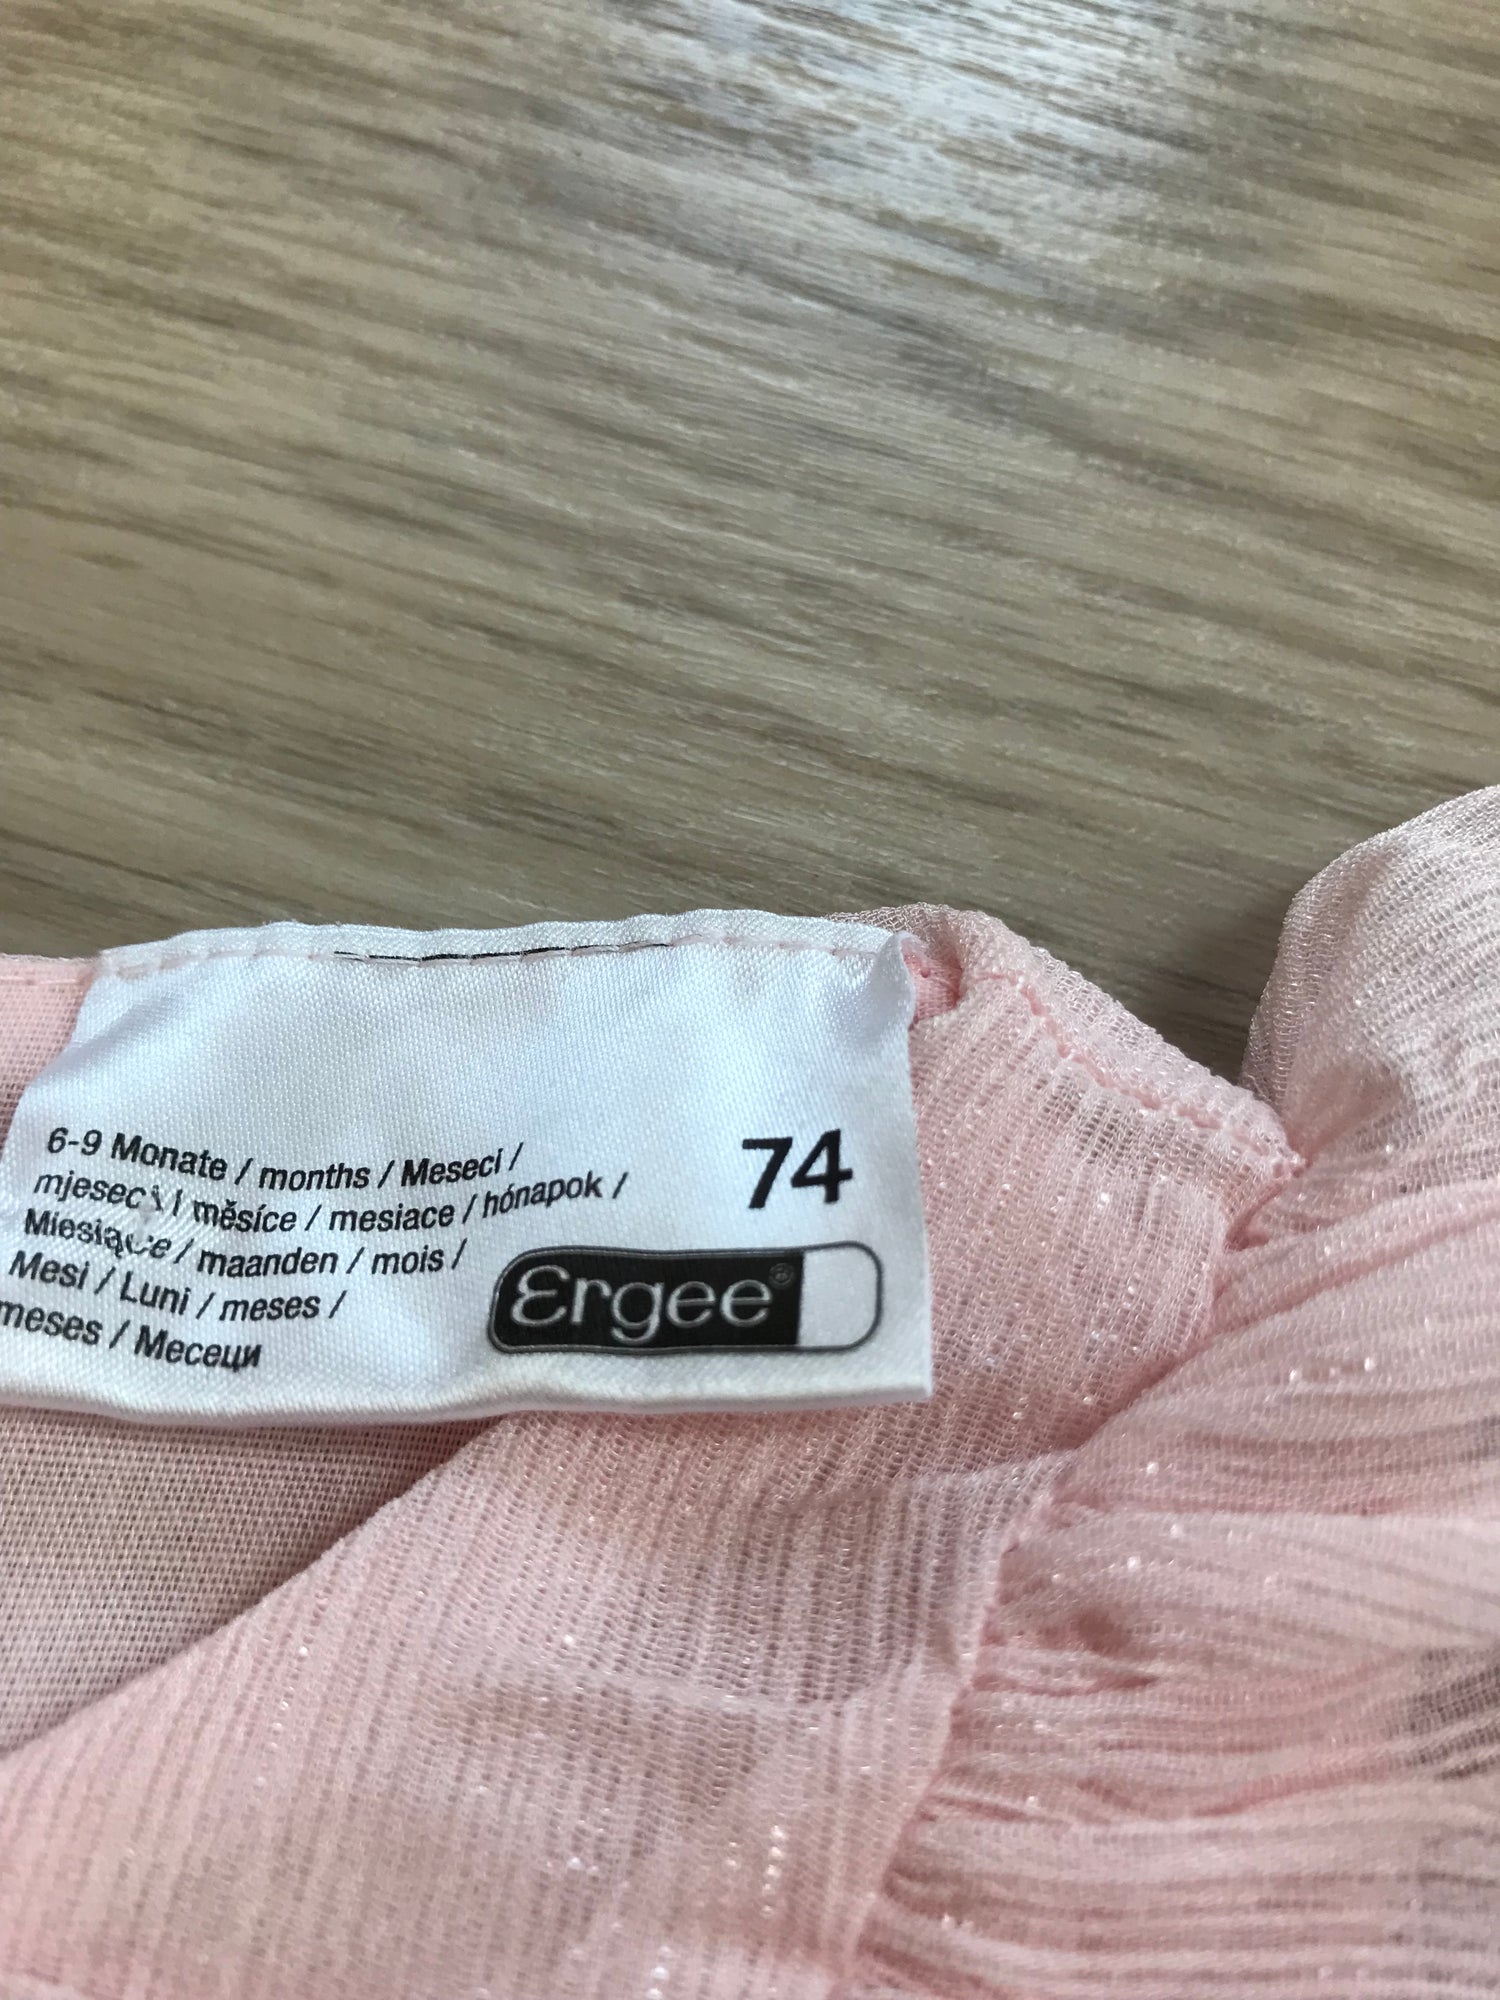 6-9 Monate / months / Meseci /
mjeseci / měsíce / mesiace / hónapok /
Miesiące / maanden / mois /
Mesi / Luni / meses /
meses / Месеци
74
Ergee®